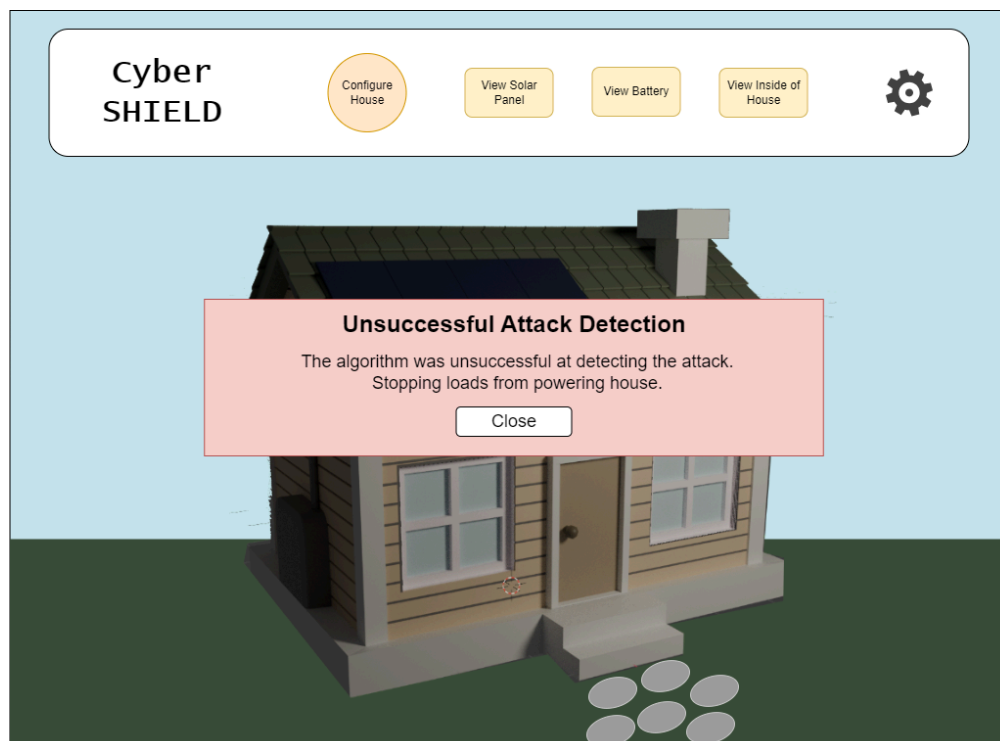 Cyber
SHIELD
Configure
House
View Solar
Panel
View Battery
View Inside of
House
Unsuccessful Attack Detection
The algorithm was unsuccessful at detecting the attack.
Stopping loads from powering house.
Close